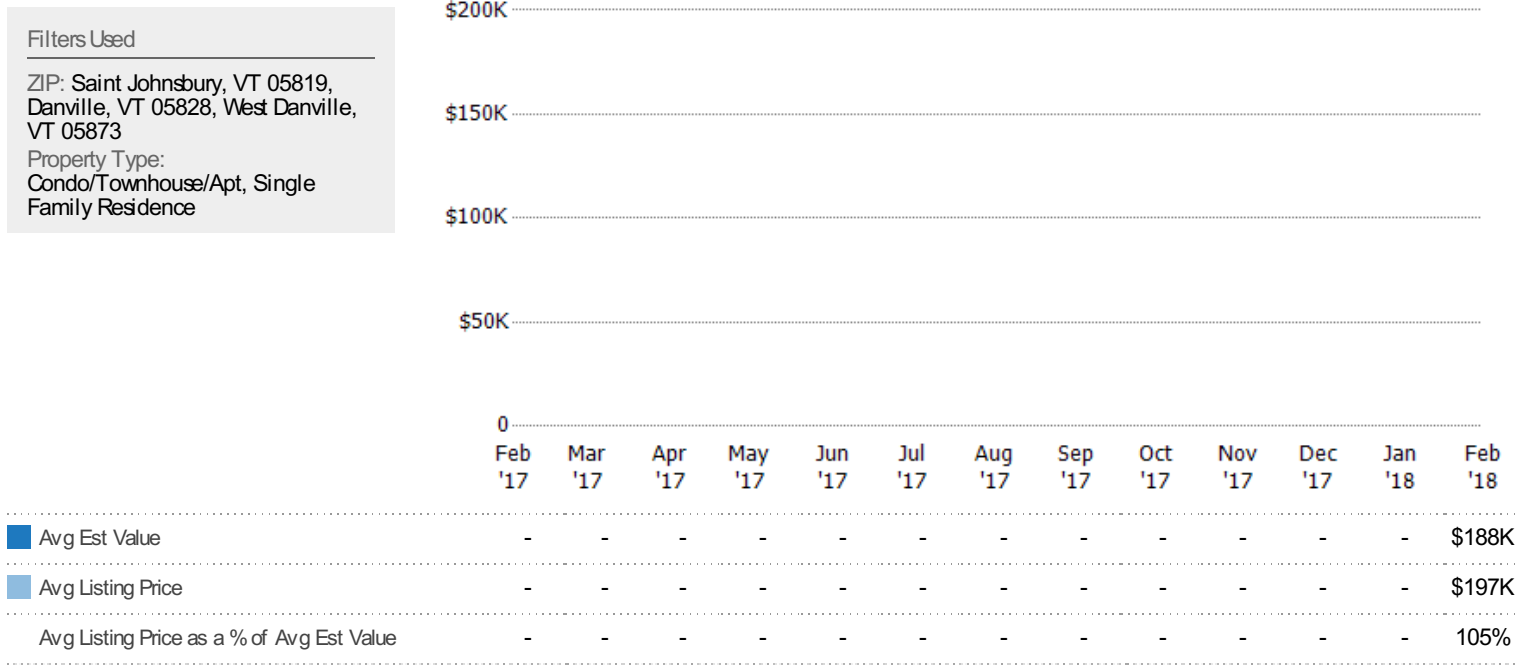 Filters Used
ZIP: Saint Johnsbury, VT 05819,
Danville, VT 05828, West Danville,
VT 05873
Property Type:
Condo/Townhouse/Apt, Single
Family Residence
$200K
$150K
$100K
$50K
0
Feb Mar Apr May Jun Jul Aug Sep Oct Nov Dec Jan Feb
'17 '17 '17 '17 '17 '17 '17 '17 '17 '17 '17 '18 '18
Avg Est Value - - - - - - - - - - - - $188K
Avg Listing Price - - - - - - - - - - - - $197K
Avg Listing Price as a % of Avg Est Value - - - - - - - - - - - - 105%